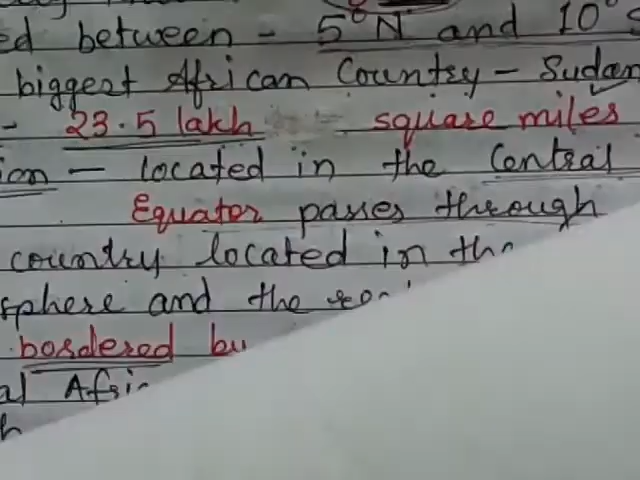 ed between - 5°N and 10°S
biggest African Country - Sudan
- 23.5 lakh square miles
ion - located in the Central
Equator passes through
country located in the
sphere and the
bordered by
al Afri
h